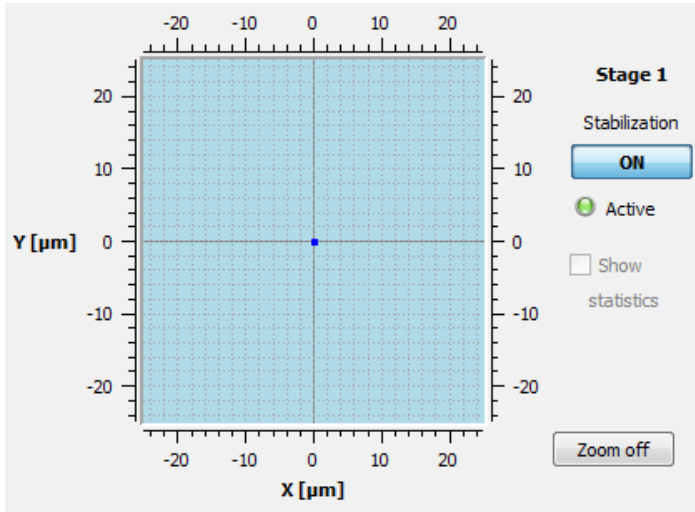 -20 -10 0 10 20
Stage 1
Stabilization
ON
Active
Show
statistics
Zoom off
Y [µm]
20 20
10 10
0 0
-10 -10
-20 -20
-20 -10 0 10 20
X [µm]